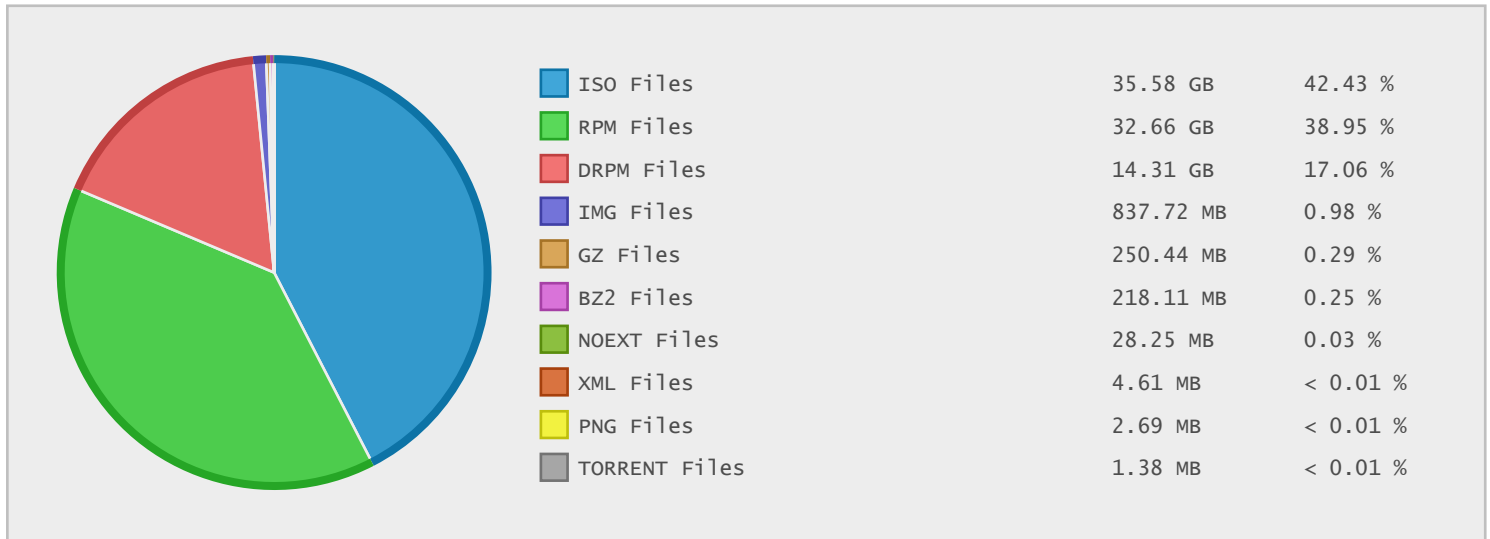 ISO Files 35.58 GB 42.43 %
RPM Files 32.66 GB 38.95 %
DRPM Files 14.31 GB 17.06 %
IMG Files 837.72 MB 0.98 %
GZ Files 250.44 MB 0.29 %
BZ2 Files 218.11 MB 0.25 %
NOEXT Files 28.25 MB 0.03 %
XML Files 4.61 MB < 0.01 %
PNG Files 2.69 MB < 0.01 %
TORRENT Files 1.38 MB < 0.01 %